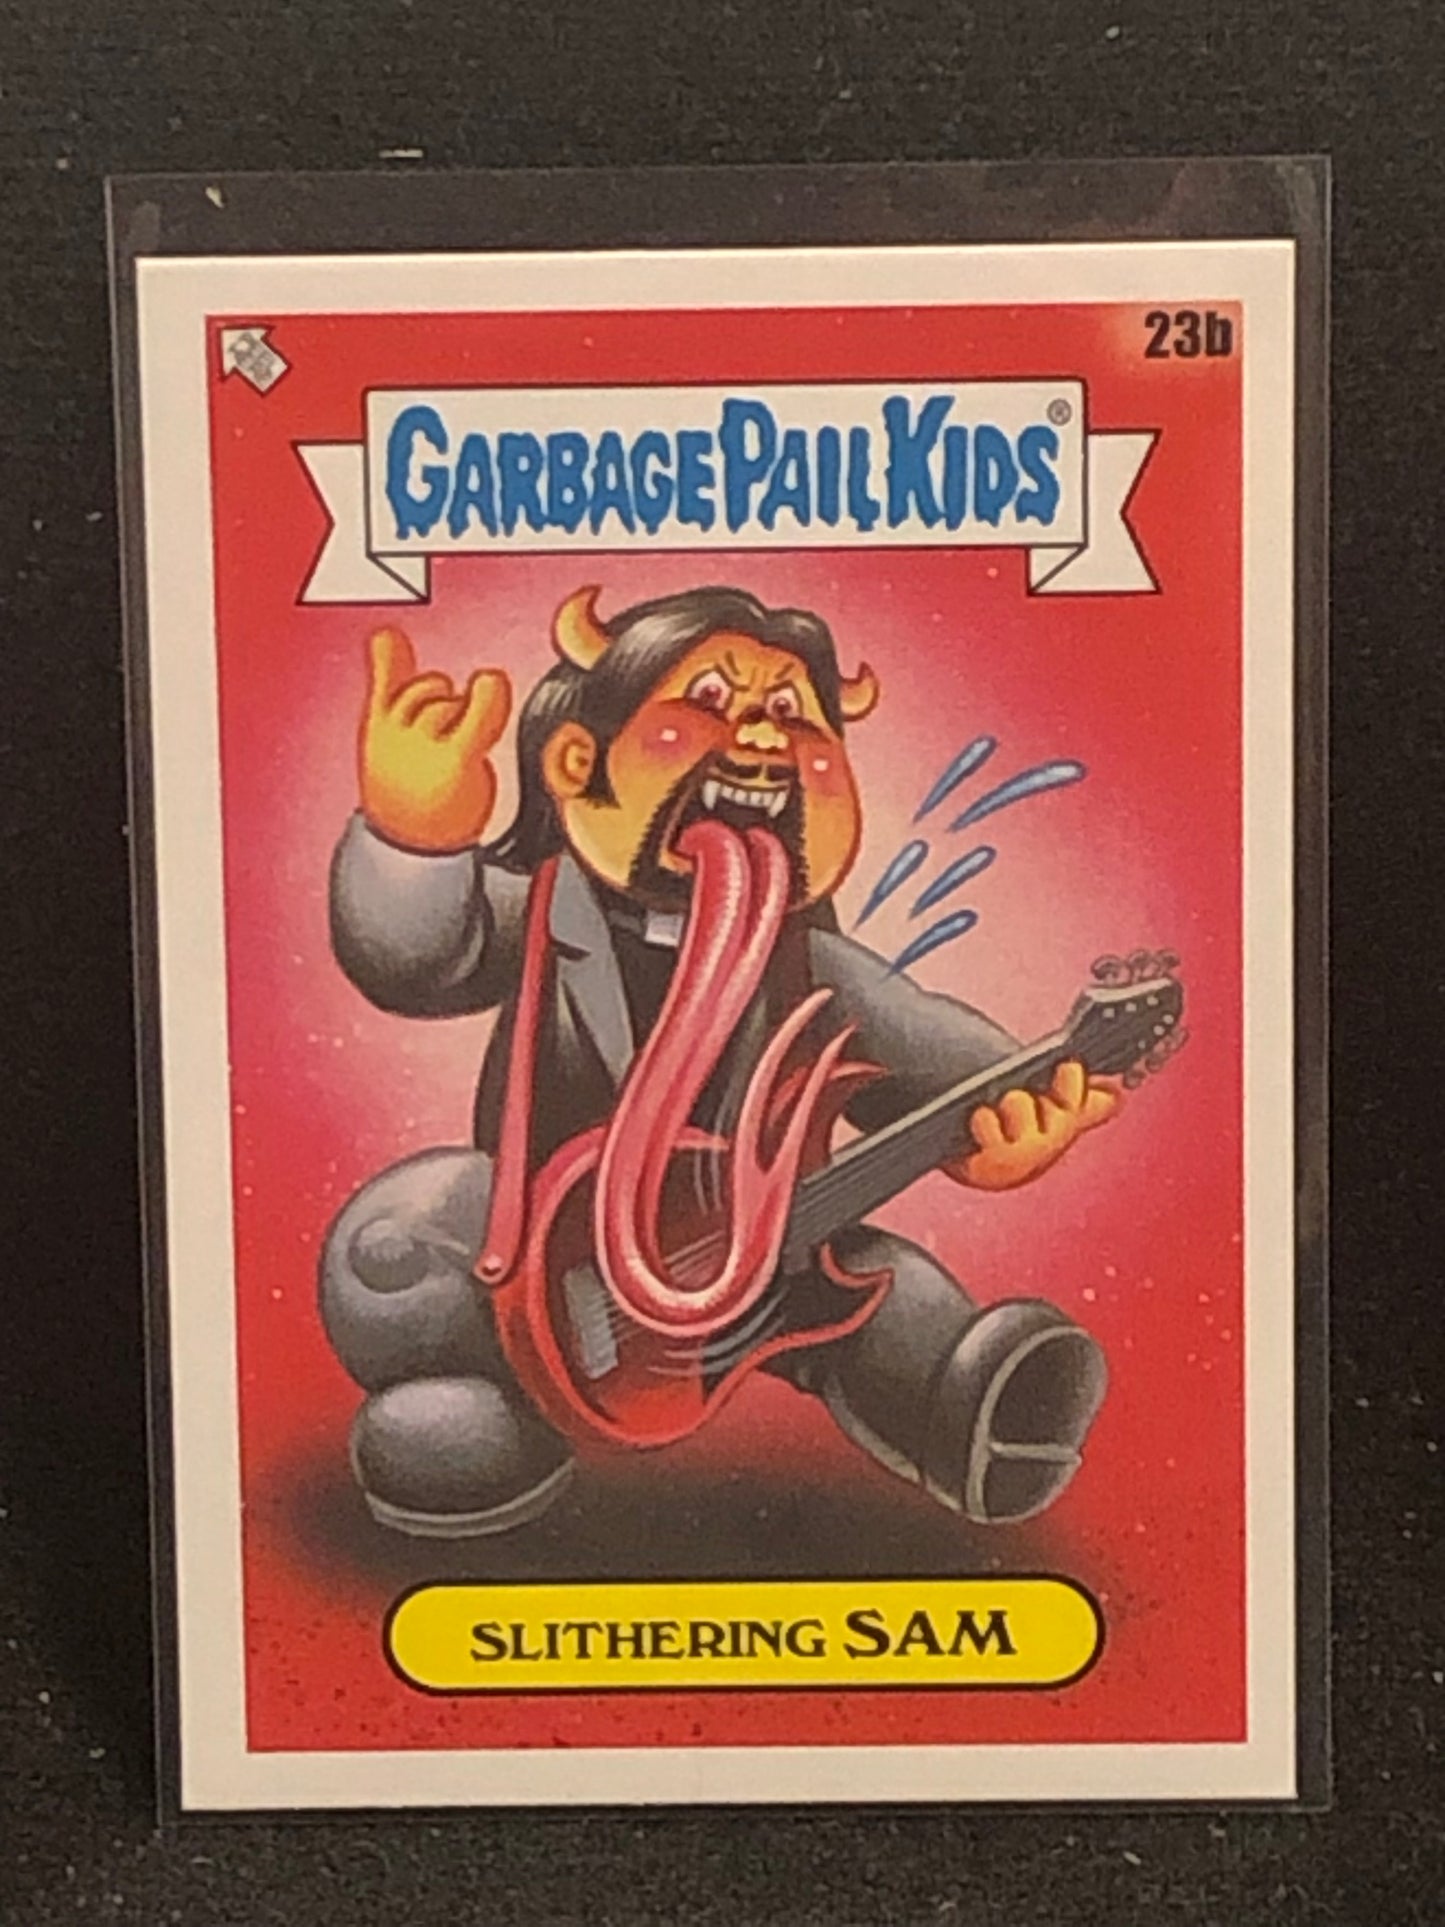 23b
GARBAGE PAIL KIDS®
SLITHERING SAM